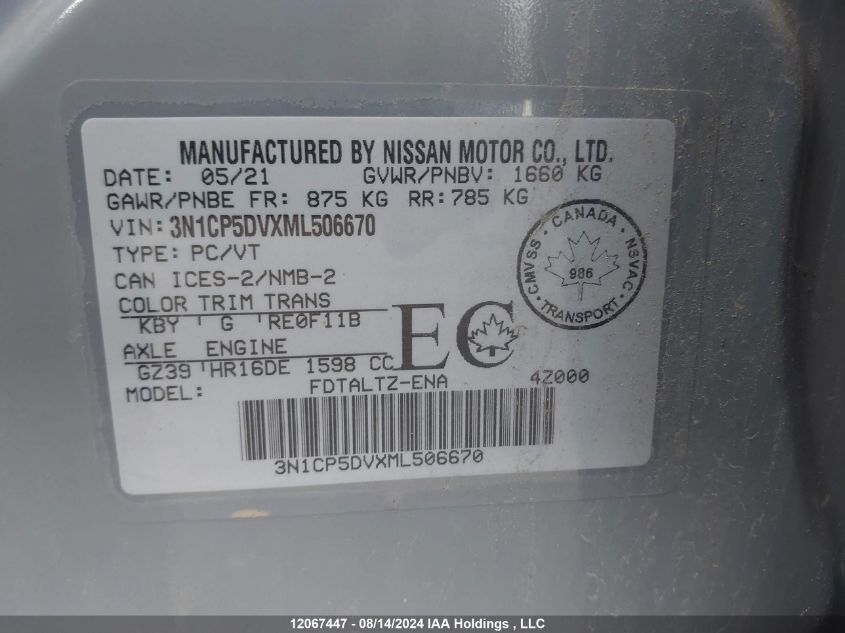 MANUFACTURED BY NISSAN MOTOR CO., LTD.
DATE: 05/21 GVWR/PNBV: 1660 KG
GAWR/PNBE FR: 875 KG RR: 785 KG
VIN: 3N1CP5DVXML506670
TYPE: PC/VT
CAN ICES-2/NMB-2
COLOR TRIM TRANS
KBY G RE0F11B
AXLE ENGINE
GZ39 HR16DE 1598 CC
EC
MODEL: FDTALTZ-ENA 4Z000
3N1CP5DVXML506670
CMVSS · CANADA · NSVAC · TRANSPORT ·
986
12067447 - 08/14/2024 IAA Holdings , LLC